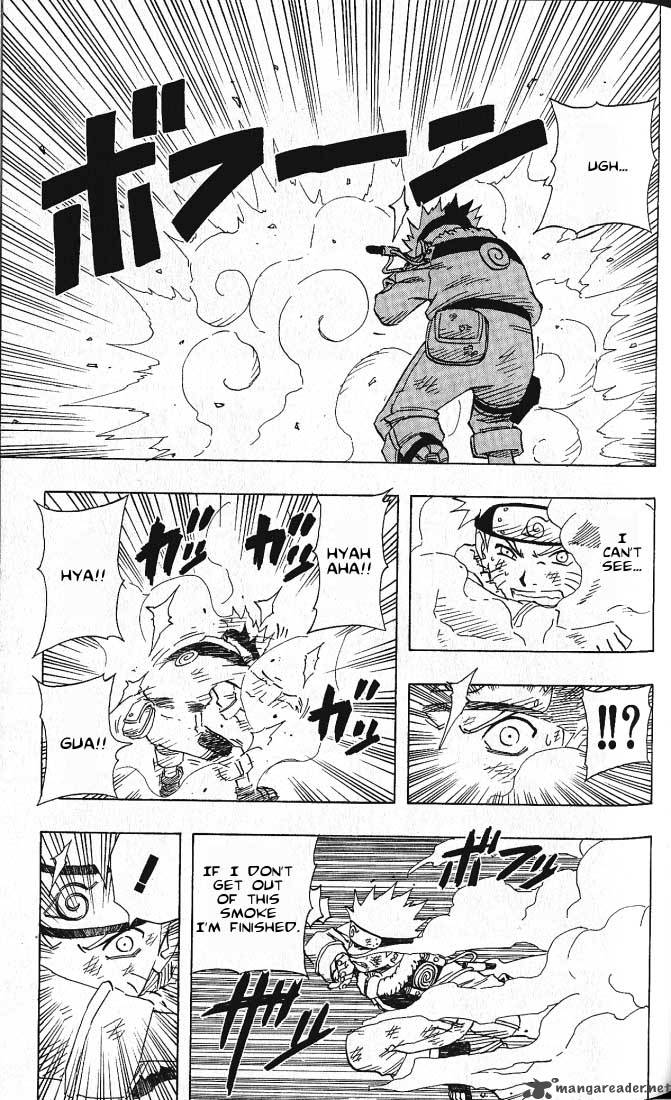 UGH...
ボフーン
I
CAN'T
SEE...
!!?
HYAH
AHA!!
ガッ
ガッ
HYA!!
ガッ
GUA!!
ボフッ
IF I DON'T
GET OUT
OF THIS
SMOKE
I'M FINISHED.
ザザッ
!
mangareader.net